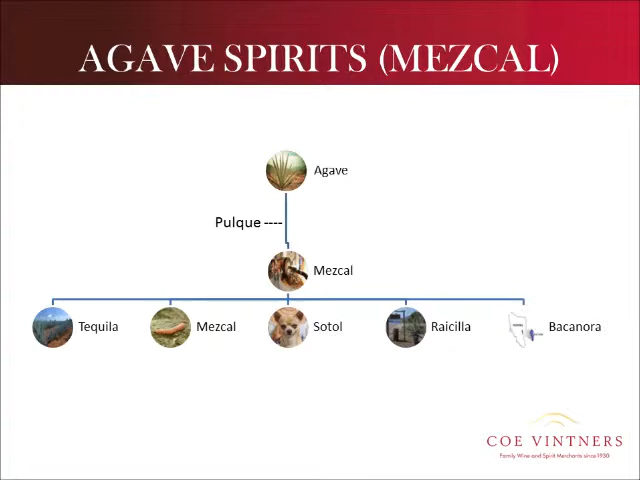 AGAVE SPIRITS (MEZCAL)
Agave
Pulque ----
Mezcal
Tequila
Mezcal
Sotol
Raicilla
Bacanora
COE VINTNERS
Family Wine and Spirit Merchants since 1930